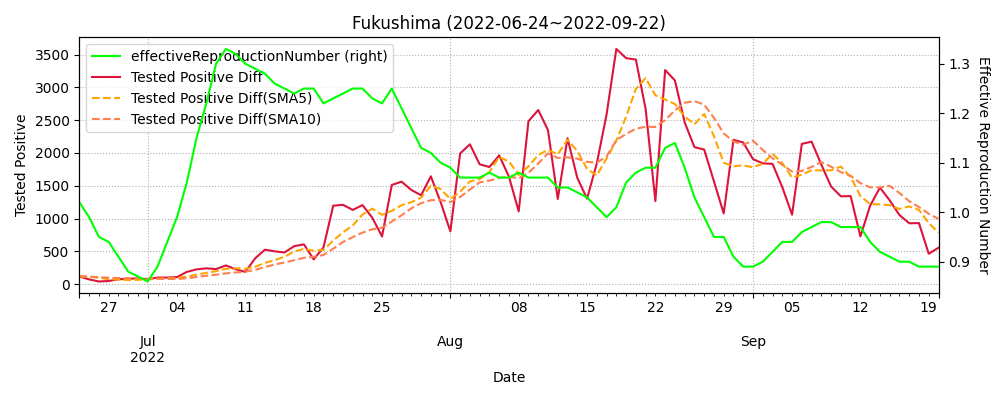 Fukushima (2022-06-24~2022-09-22)
effectiveReproductionNumber (right)
Tested Positive Diff
Tested Positive Diff(SMA5)
Tested Positive Diff(SMA10)
Tested Positive
3500
3000
2500
2000
1500
1000
500
0
1.3
1.2
1.1
1.0
0.9
Effective Reproduction Number
27 04 11 18 25 08 15 22 29 05 12 19
Jul Aug Sep
2022
Date